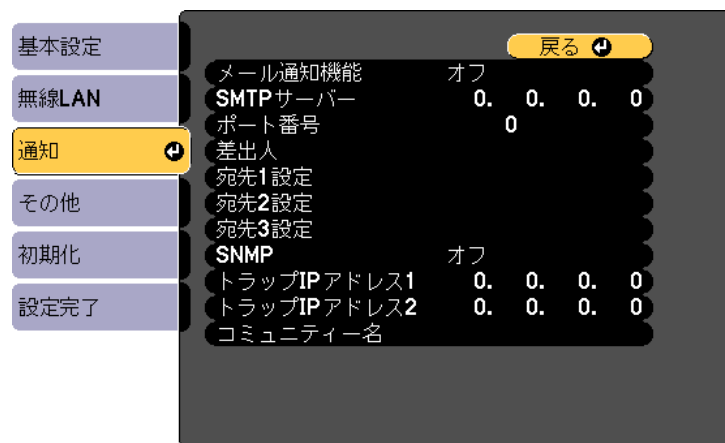 基本設定
無線LAN
通知
その他
初期化
設定完了
戻る
メール通知機能 オフ
SMTPサーバー 0. 0. 0. 0
ポート番号 0
差出人
宛先1設定
宛先2設定
宛先3設定
SNMP オフ
トラップIPアドレス1 0. 0. 0. 0
トラップIPアドレス2 0. 0. 0. 0
コミュニティー名